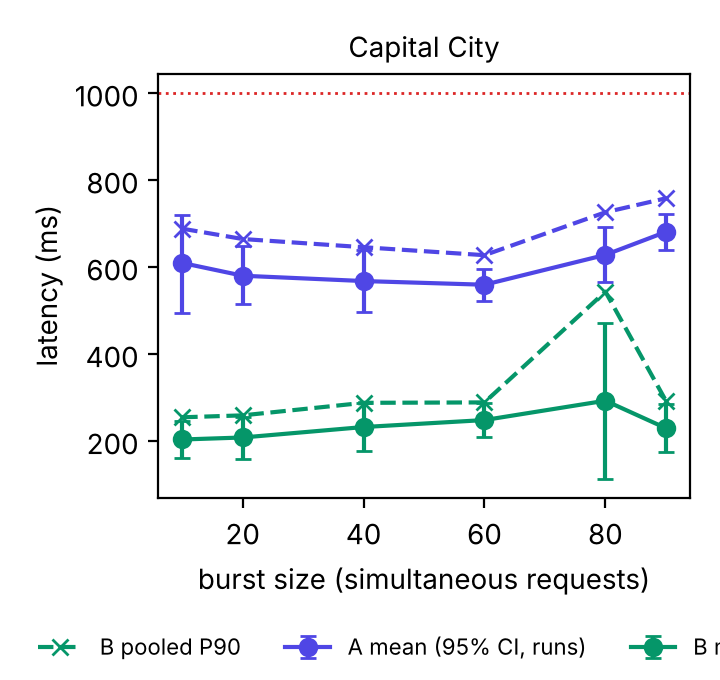 Capital City
1000
800
600
400
200
latency (ms)
20 40 60 80
burst size (simultaneous requests)
B pooled P90 A mean (95% CI, runs) B